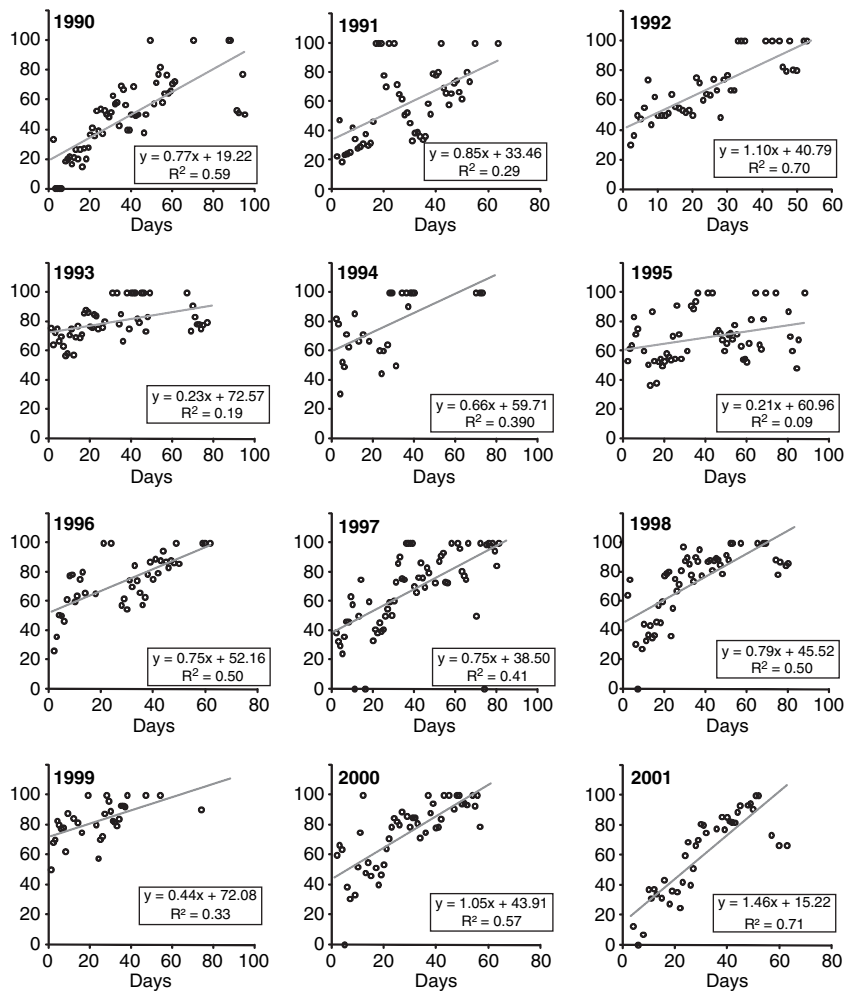 1990
100
80
60
40
20
0
y = 0.77x + 19.22
R² = 0.59
0 20 40 60 80 100
Days
1991
100
80
60
40
20
0
y = 0.85x + 33.46
R² = 0.29
0 20 40 60 80
Days
1992
100
80
60
40
20
0
y = 1.10x + 40.79
R² = 0.70
0 10 20 30 40 50 60
Days
1993
100
80
60
40
20
0
y = 0.23x + 72.57
R² = 0.19
0 20 40 60 80 100
Days
1994
100
80
60
40
20
0
y = 0.66x + 59.71
R² = 0.390
0 20 40 60 80 100
Days
1995
100
80
60
40
20
0
y = 0.21x + 60.96
R² = 0.09
0 20 40 60 80 100
Days
1996
100
80
60
40
20
0
y = 0.75x + 52.16
R² = 0.50
0 20 40 60 80
Days
1997
100
80
60
40
20
0
y = 0.75x + 38.50
R² = 0.41
0 20 40 60 80 100
Days
1998
100
80
60
40
20
0
y = 0.79x + 45.52
R² = 0.50
0 20 40 60 80 100
Days
1999
100
80
60
40
20
0
y = 0.44x + 72.08
R² = 0.33
0 20 40 60 80 100
Days
2000
100
80
60
40
20
0
y = 1.05x + 43.91
R² = 0.57
0 20 40 60 80
Days
2001
100
80
60
40
20
0
y = 1.46x + 15.22
R² = 0.71
0 20 40 60 80
Days